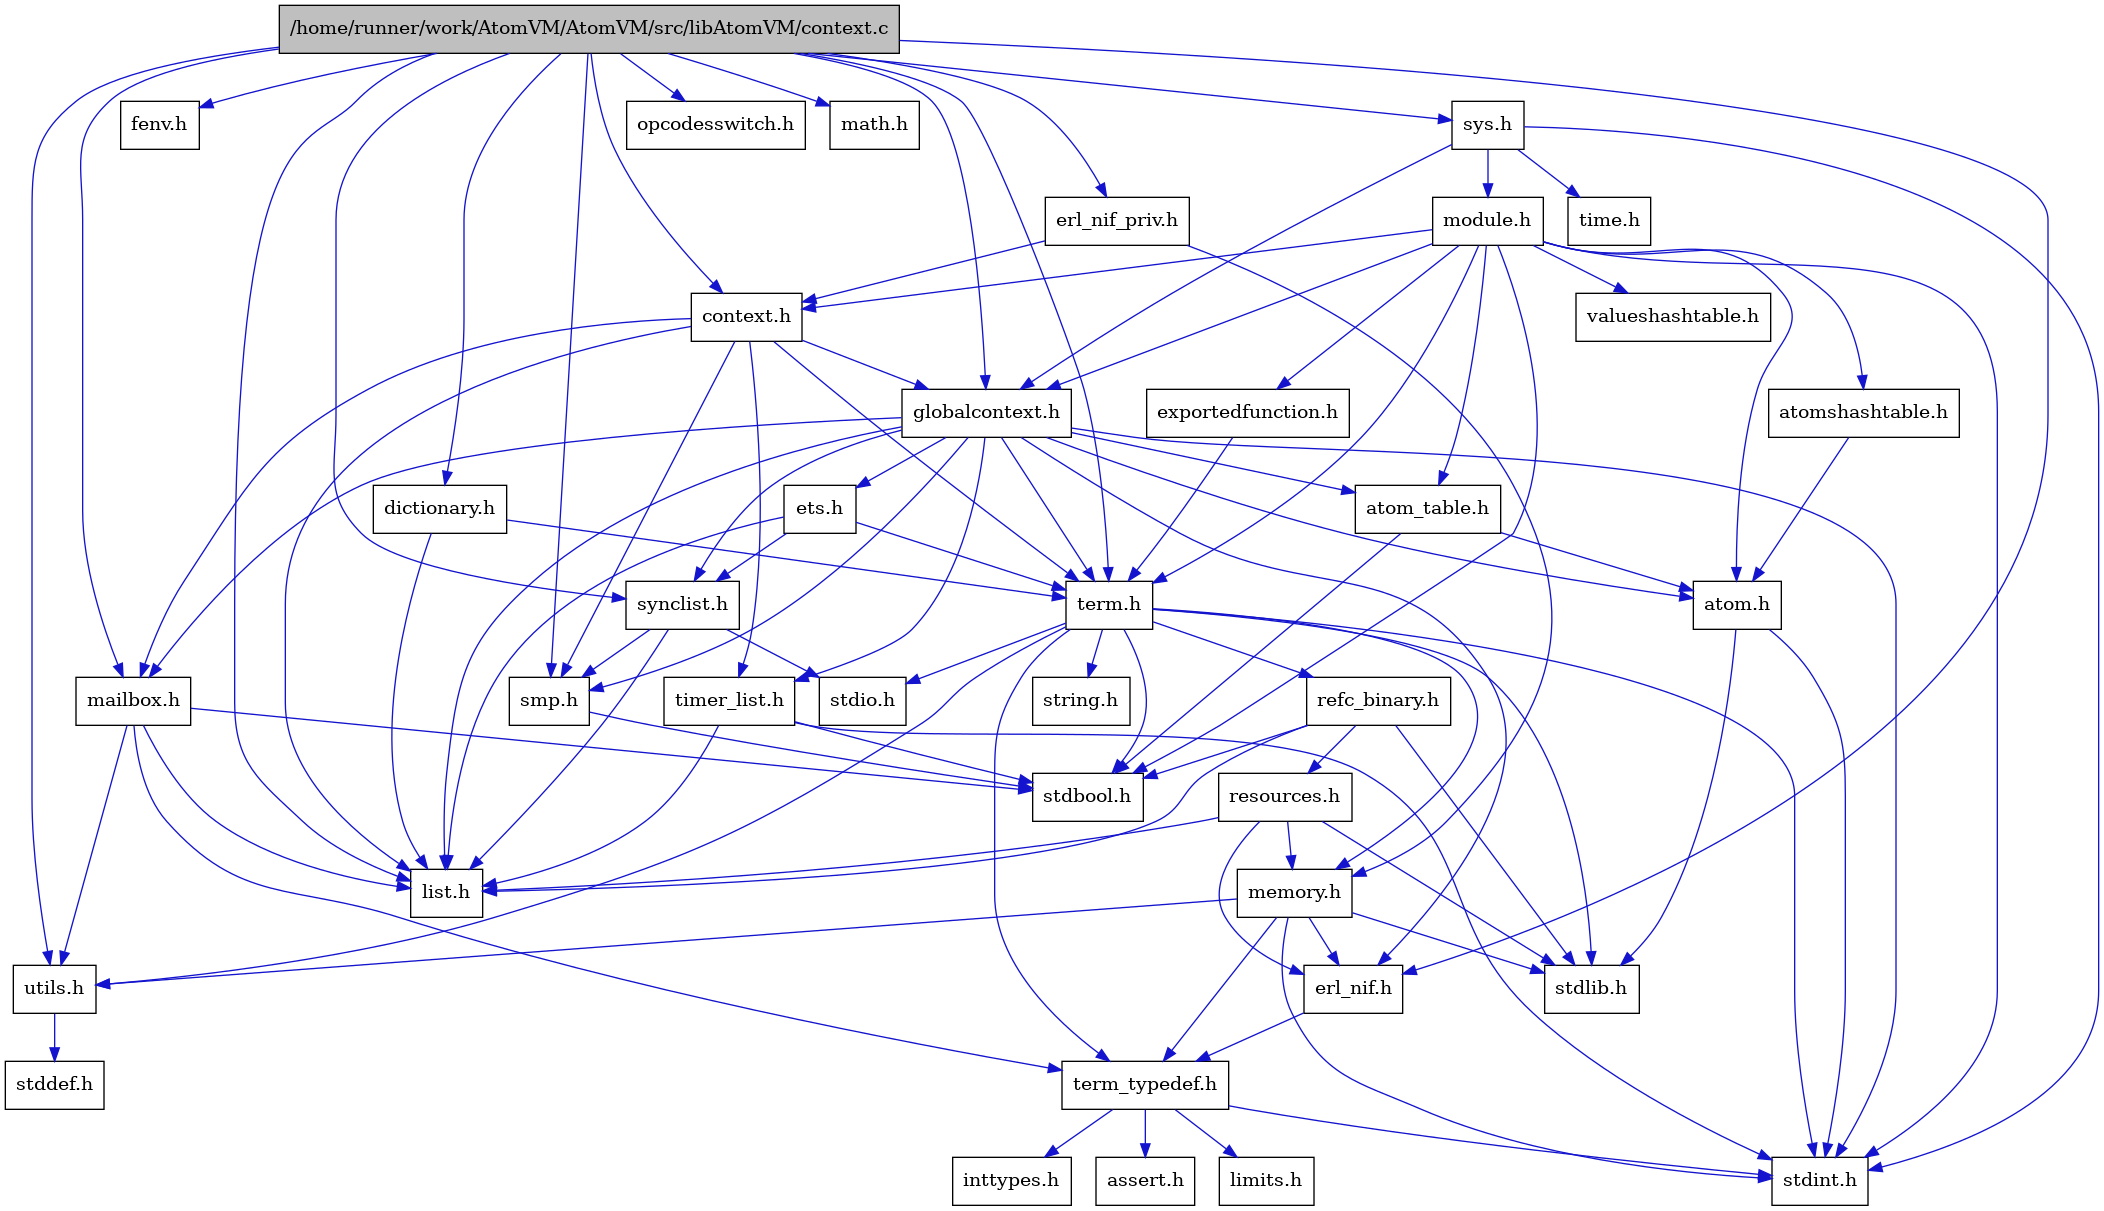 /home/runner/work/AtomVM/AtomVM/src/libAtomVM/context.c
fenv.h
opcodesswitch.h
math.h
sys.h
erl_nif_priv.h
module.h
time.h
context.h
valueshashtable.h
globalcontext.h
exportedfunction.h
atomshashtable.h
dictionary.h
ets.h
atom_table.h
synclist.h
term.h
atom.h
mailbox.h
smp.h
timer_list.h
stdio.h
string.h
refc_binary.h
stdbool.h
resources.h
list.h
memory.h
utils.h
erl_nif.h
stdlib.h
stddef.h
term_typedef.h
inttypes.h
assert.h
limits.h
stdint.h